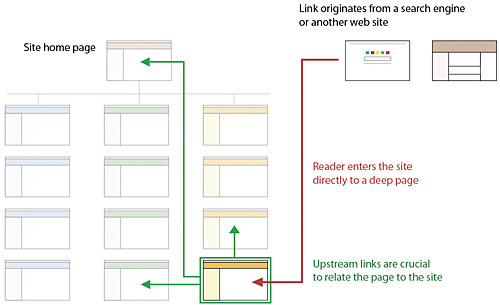 Link originates from a search engine
or another web site
Site home page
Reader enters the site
directly to a deep page
Upstream links are crucial
to relate the page to the site